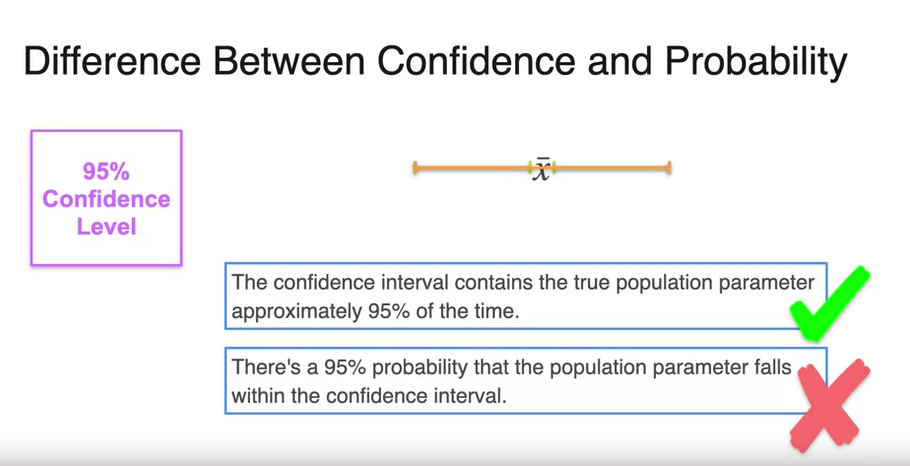 Difference Between Confidence and Probability
95%
Confidence
Level
x̄
The confidence interval contains the true population parameter
approximately 95% of the time.
There's a 95% probability that the population parameter falls
within the confidence interval.